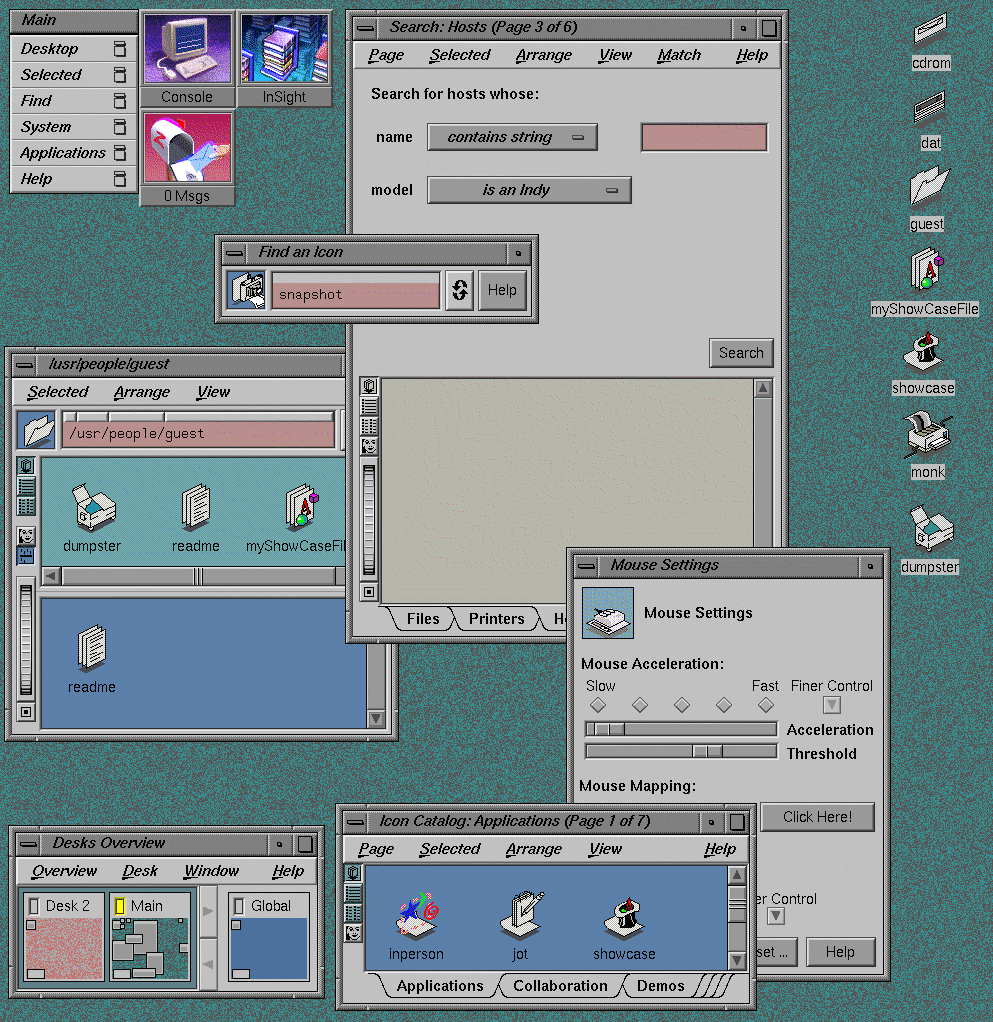 Main
Desktop
Selected
Find
System
Applications
Help
Console
InSight
0 Msgs
Search: Hosts (Page 3 of 6)
Page Selected Arrange View Match Help
Search for hosts whose:
name contains string
model is an Indy
Search
Files Printers
Find an Icon
snapshot Help
/usr/people/guest
Selected Arrange View
/usr/people/guest
dumpster readme myShowCaseFil
readme
cdrom
dat
guest
myShowCaseFile
showcase
monk
dumpster
Mouse Settings
Mouse Settings
Mouse Acceleration:
Slow Fast Finer Control
Acceleration
Threshold
Mouse Mapping:
Click Here!
er Control
set ... Help
Desks Overview
Overview Desk Window Help
Desk 2 Main Global
Icon Catalog: Applications (Page 1 of 7)
Page Selected Arrange View Help
inperson jot showcase
Applications Collaboration Demos